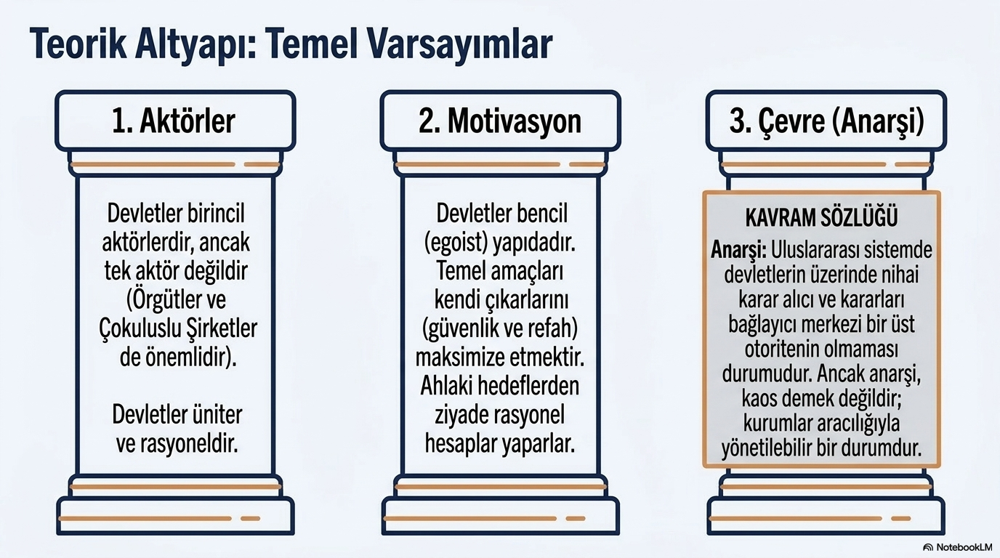 Teorik Altyapı: Temel Varsayımlar
1. Aktörler
Devletler birincil
aktörlerdir, ancak
tek aktör değildir
(Örgütler ve
Çokuluslu Şirketler
de önemlidir).
Devletler üniter
ve rasyoneldir.
2. Motivasyon
Devletler bencil
(egoist) yapıdadır.
Temel amaçları
kendi çıkarlarını
(güvenlik ve refah)
maksimize etmektir.
Ahlaki hedeflerden
ziyade rasyonel
hesaplar yaparlar.
3. Çevre (Anarşi)
KAVRAM SÖZLÜĞÜ
Anarşi: Uluslararası sistemde
devletlerin üzerinde nihai
karar alıcı ve kararları
bağlayıcı merkezi bir üst
otoritenin olmaması
durumudur. Ancak anarşi,
kaos demek değildir;
kurumlar aracılığıyla
yönetilebilir bir durumdur.
NotebookLM